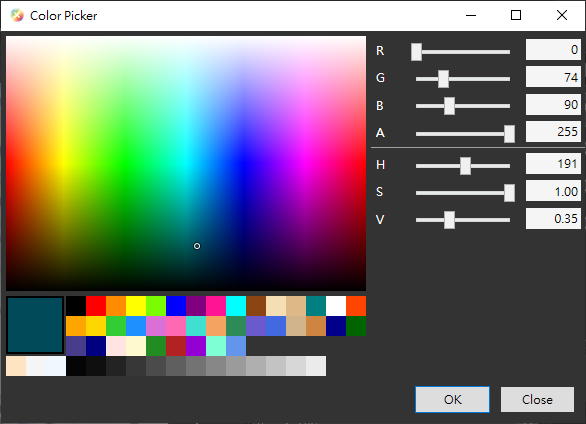 Color Picker
R 0
G 74
B 90
A 255
H 191
S 1.00
V 0.35
OK Close